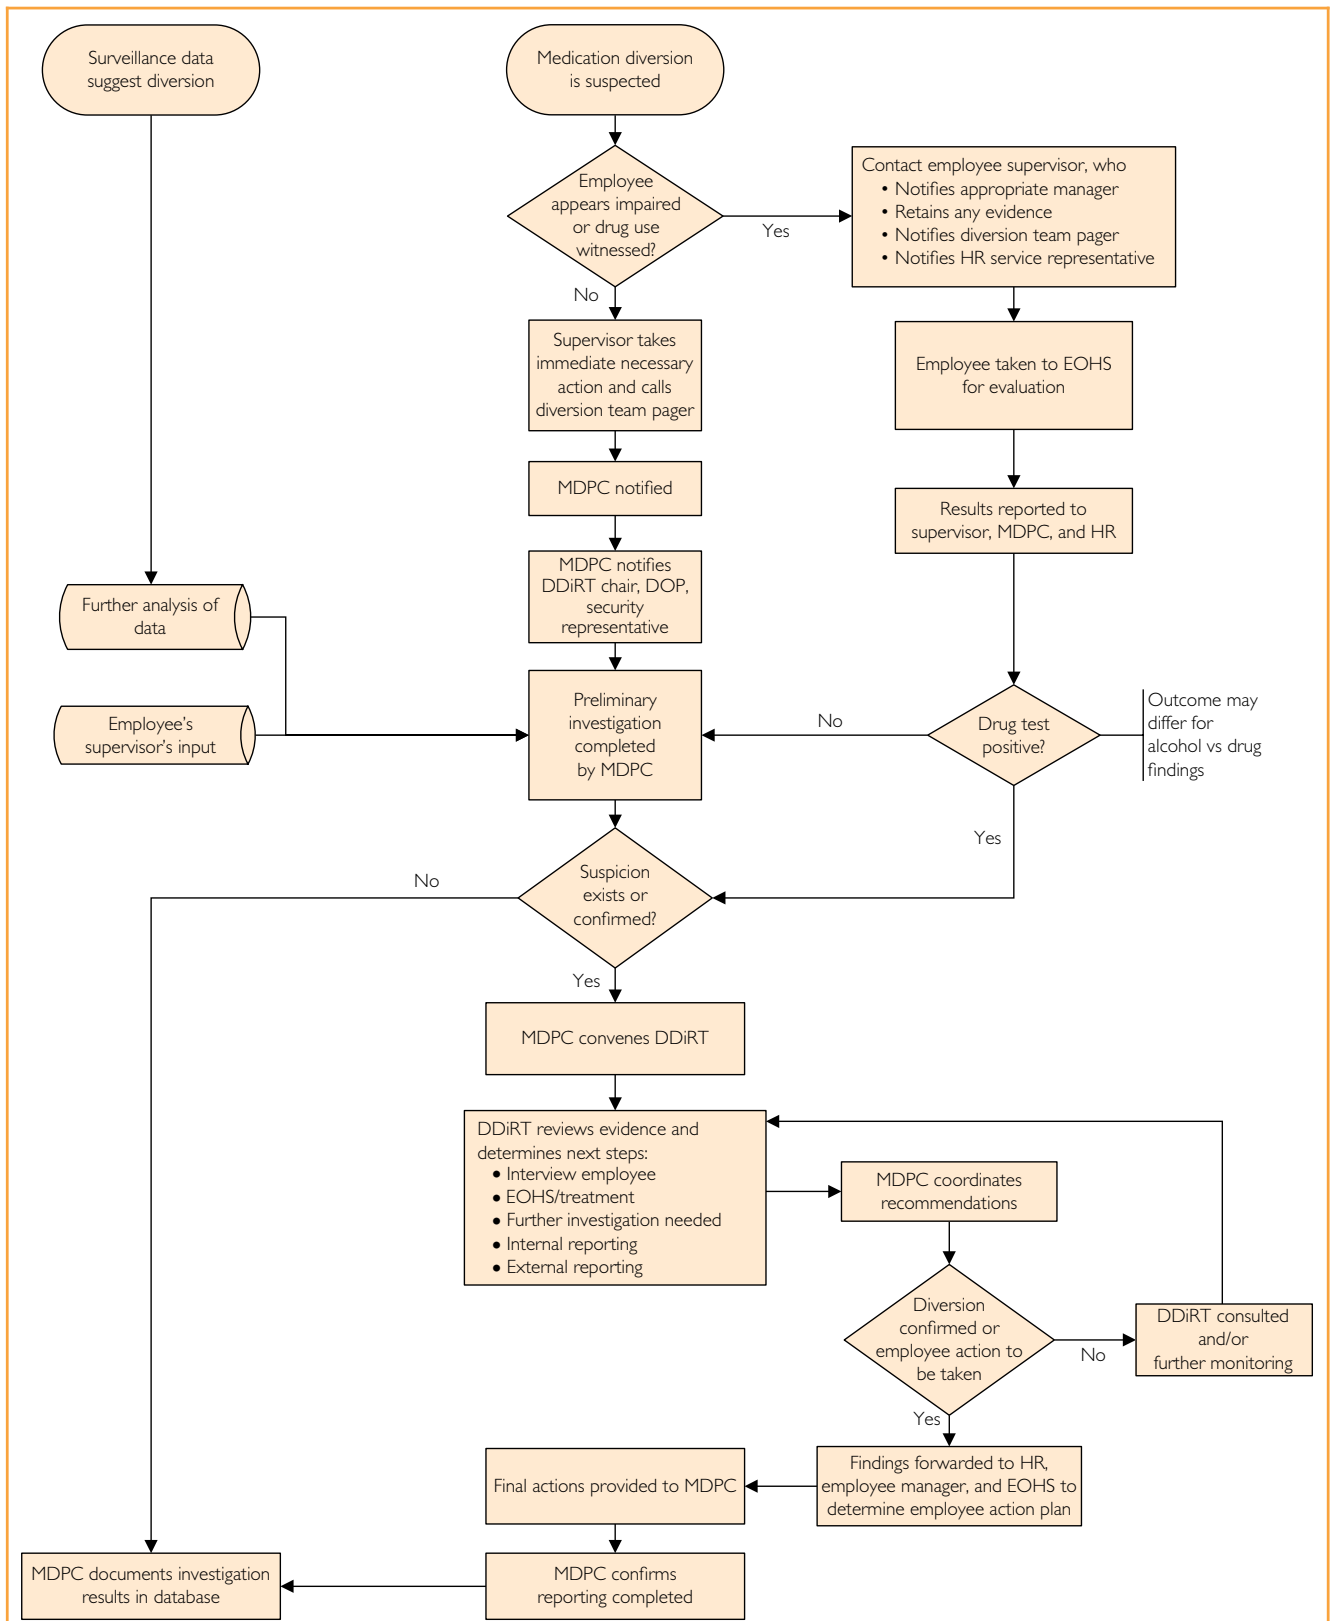 Surveillance data
suggest diversion
Medication diversion
is suspected
Employee
appears impaired
or drug use
witnessed?
Yes
No
Contact employee supervisor, who
• Notifies appropriate manager
• Retains any evidence
• Notifies diversion team pager
• Notifies HR service representative
Supervisor takes
immediate necessary
action and calls
diversion team pager
Employee taken to EOHS
for evaluation
MDPC notified
Results reported to
supervisor, MDPC, and HR
MDPC notifies
DDiRT chair, DOP,
security
representative
Further analysis of
data
Employee's
supervisor's input
Preliminary
investigation
completed
by MDPC
No
Drug test
positive?
Outcome may
differ for
alcohol vs drug
findings
Yes
Suspicion
exists or
confirmed?
No
Yes
MDPC convenes DDiRT
DDiRT reviews evidence and
determines next steps:
• Interview employee
• EOHS/treatment
• Further investigation needed
• Internal reporting
• External reporting
MDPC coordinates
recommendations
Diversion
confirmed or
employee action to
be taken
No
DDiRT consulted
and/or
further monitoring
Yes
Findings forwarded to HR,
employee manager, and EOHS to
determine employee action plan
Final actions provided to MDPC
MDPC confirms
reporting completed
MDPC documents investigation
results in database